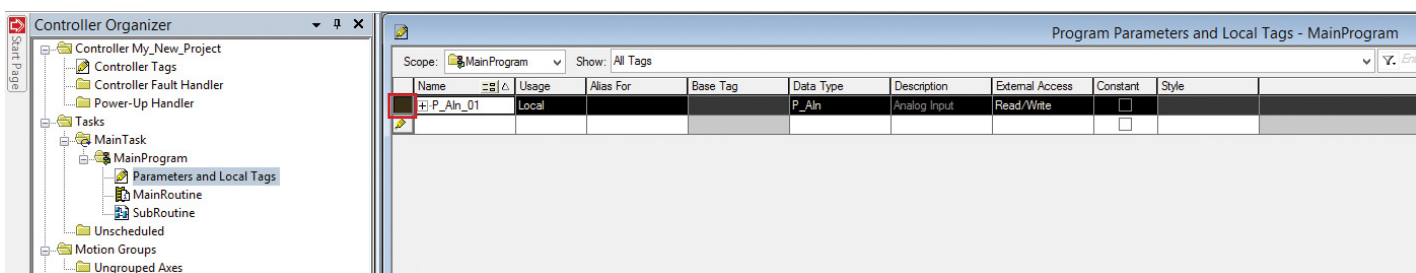 Start Page
Controller Organizer
Controller My_New_Project
Controller Tags
Controller Fault Handler
Power-Up Handler
Tasks
MainTask
MainProgram
Parameters and Local Tags
MainRoutine
SubRoutine
Unscheduled
Motion Groups
Ungrouped Axes
Program Parameters and Local Tags - MainProgram
Scope: MainProgram Show: All Tags
Name Usage Alias For Base Tag Data Type Description External Access Constant Style
P_AIn_01 Local P_AIn Analog Input Read/Write